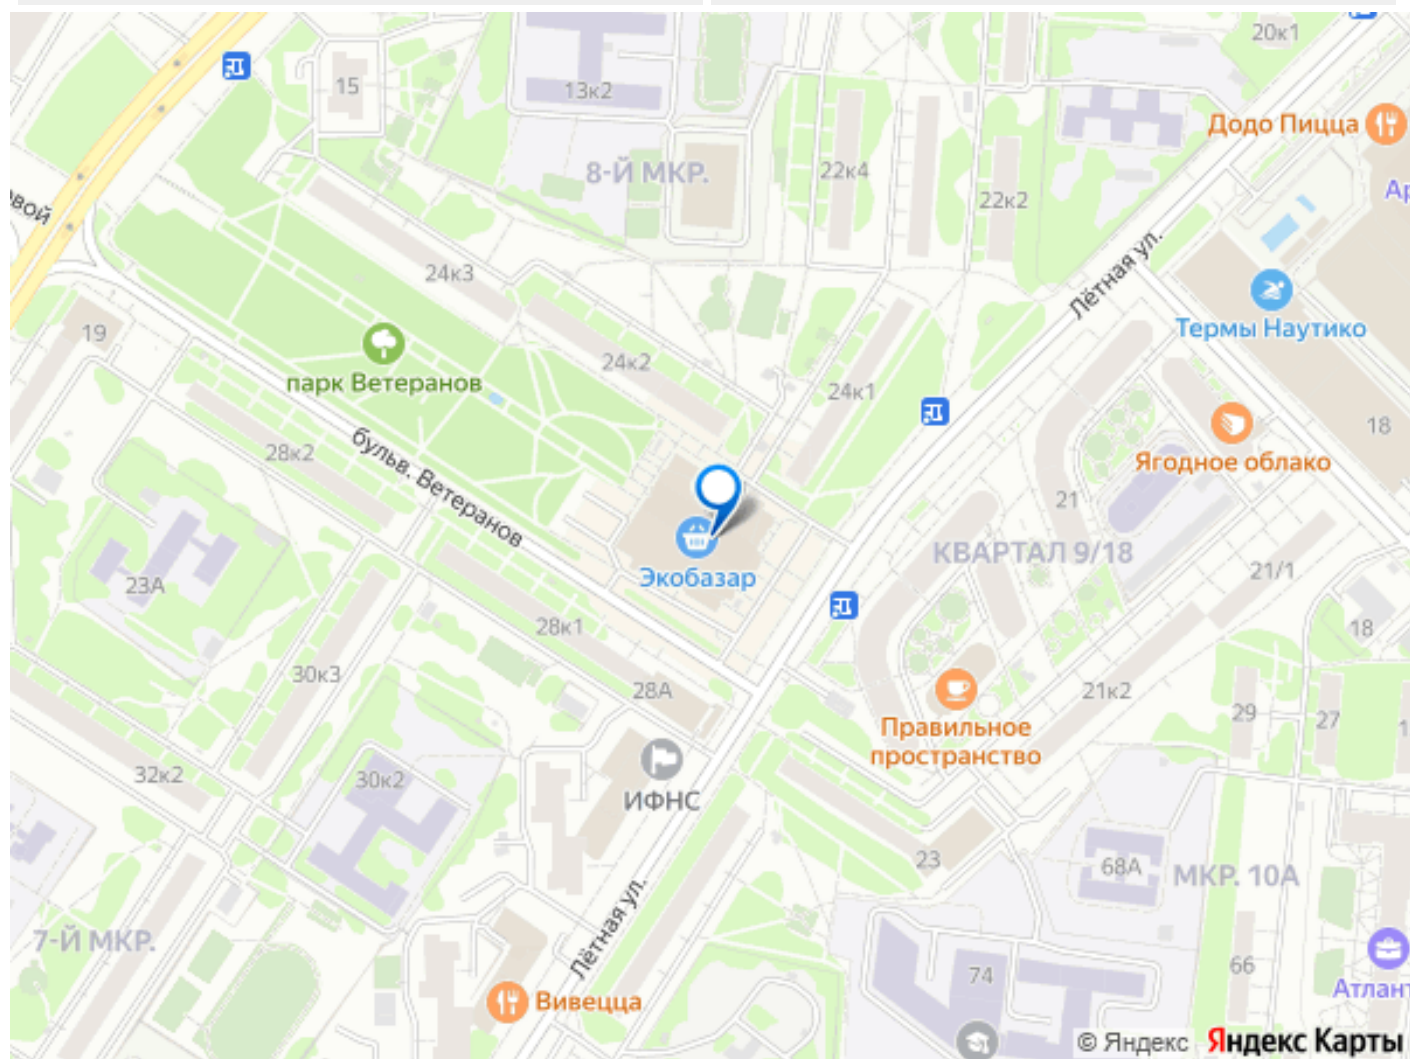 20к1
15
13к2
Додо Пицца
8-Й МКР.
22к4
22к2
вой
24к3
Лётная ул.
Термы Наутико
19
парк Ветеранов
24к2
24к1
18
28к2
бульв. Ветеранов
Ягодное облако
21
КВАРТАЛ 9/18
Экобазар
23А
21/1
28к1
18
30к3
28А
21к2
29
27
Правильное
пространство
32к2
30к2
ИФНС
23
68А
МКР. 10А
7-Й МКР.
Лётная ул.
74
66
Вивецца
Атлант
© Яндекс Яндекс Карты